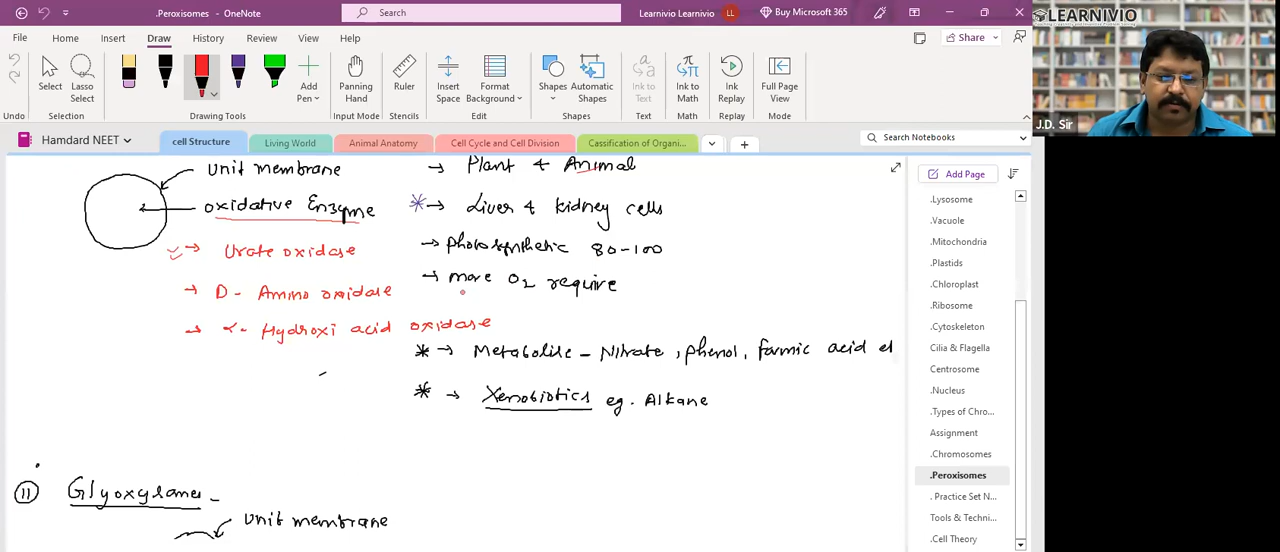 .Peroxisomes - OneNote
Search
Learnivio Learnivio
LL
Buy Microsoft 365
LEARNIVIO
File
Home
Insert
Draw
History
View
Help
Share
Undo
Select
Lasso Select
Add Pen
Panning Hand
Ruler
Insert Space
Format Background
Shapes
Automatic Shapes
Ink to Text
Ink to Math
Ink Replay
Full Page View
Drawing Tools
Input Mode
Stencils
Edit
Shapes
Convert
Replay
Mode
J.D. Sir
Hamdard NEET
cell Structure
Living World
Animal Anatomy
Cell Cycle and Cell Division
Cassification of Organi...
Search Notebooks
Add Page
.Lysosome
.Vacuole
.Mitochondria
.Plastids
.Chloroplast
.Ribosome
.Cytoskeleton
Cilia & Flagella
Centrosome
.Nucleus
.Types of Chro...
Assignment
.Chromosomes
.Peroxisomes
. Practice Set N...
Tools & Techni...
.Cell Theory
Unit membrane
oxidative Enzyme
→ Urate oxidase
→ D- Amino oxidase
→ α- Hydroxi acid oxidase
→ Plant & Animal
* → Liver & kidney cells
→ Photosynthetic 80-100
→ more O2 require
* → Metabolise - Nitrate, phenol, formic acid et
* → Xenobiotics eg. Alkane
II
Unit membrane